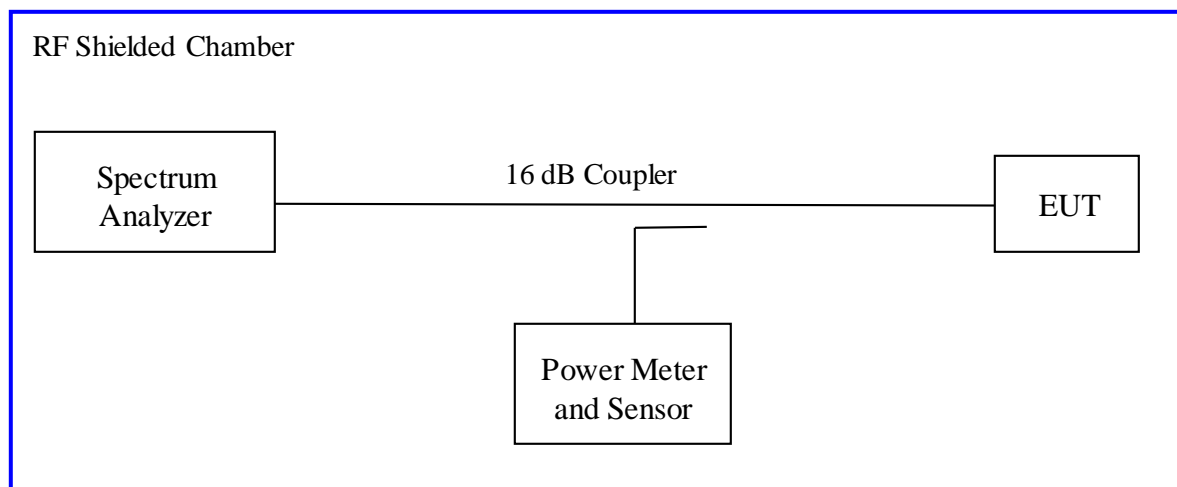 RF Shielded Chamber
Spectrum
Analyzer
16 dB Coupler
EUT
Power Meter
and Sensor